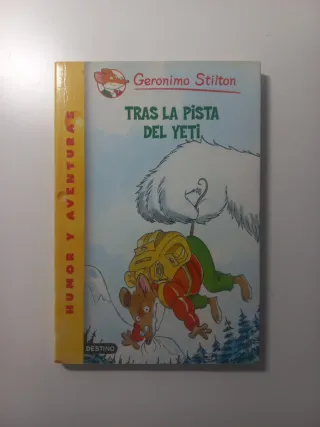 Geronimo Stilton
TRAS LA PISTA
DEL YETI
HUMOR Y AVENTURAS
DESTINO